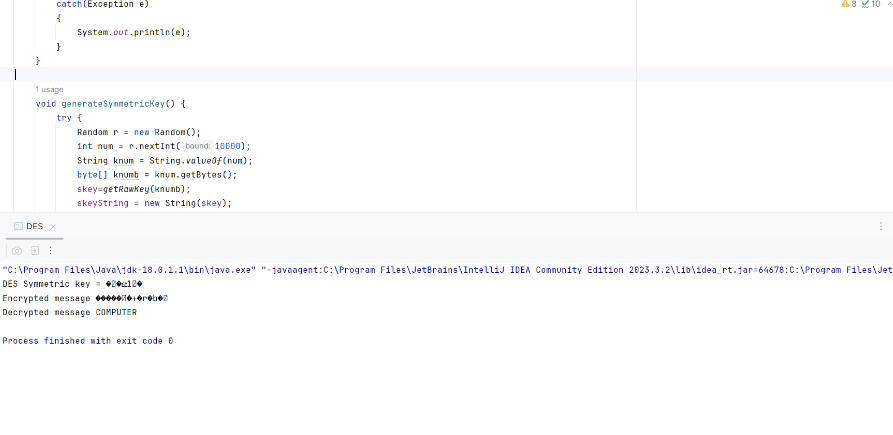 catch(Exception e)
8 10
{
System.out.println(e);
}
}
1 usage
void generateSymmetricKey() {
try {
Random r = new Random();
int num = r.nextInt( bound: 10000);
String knum = String.valueOf(num);
byte[] knumb = knum.getBytes();
skey=getRawKey(knumb);
skeyString = new String(skey);
DES
"C:\Program Files\Java\jdk-18.0.1.1\bin\java.exe" "-javaagent:C:\Program Files\JetBrains\IntelliJ IDEA Community Edition 2023.3.2\lib\idea_rt.jar=64678:C:\Program Files\Jet
DES Symmetric key =
Encrypted message
Decrypted message COMPUTER
Process finished with exit code 0